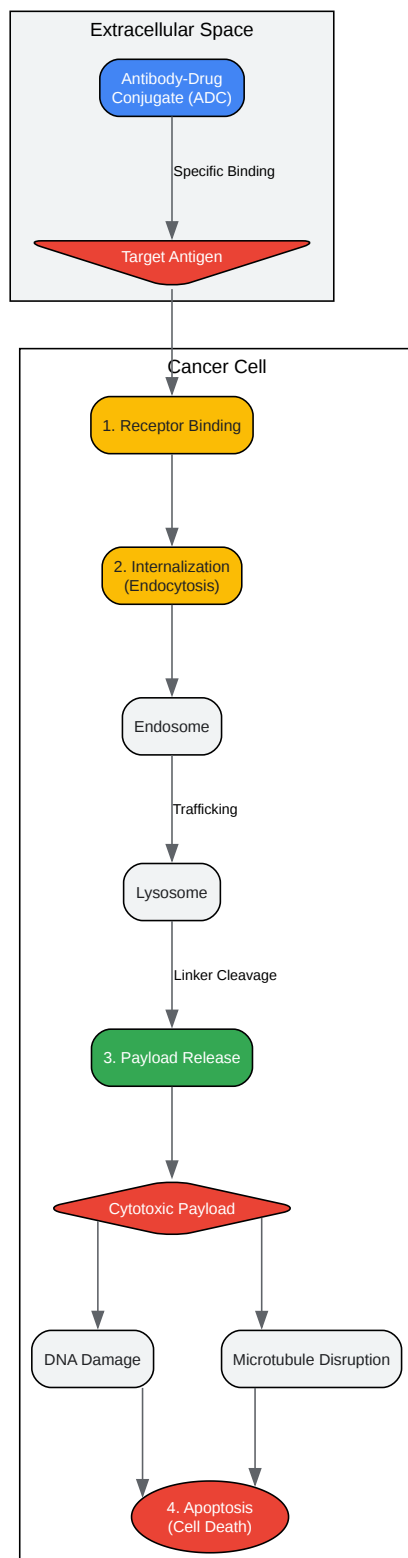 Extracellular Space
Antibody-Drug
Conjugate (ADC)
Specific Binding
Target Antigen
Cancer Cell
1. Receptor Binding
2. Internalization
(Endocytosis)
Endosome
Trafficking
Lysosome
Linker Cleavage
3. Payload Release
Cytotoxic Payload
DNA Damage
Microtubule Disruption
4. Apoptosis
(Cell Death)